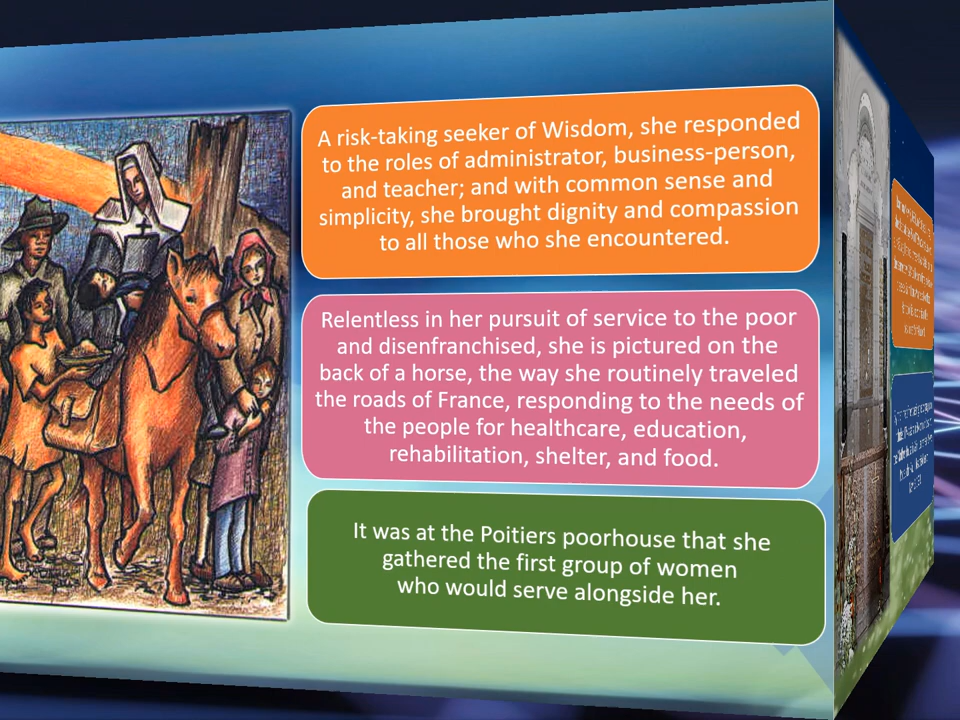 A risk-taking seeker of Wisdom, she responded
to the roles of administrator, business-person,
and teacher; and with common sense and
simplicity, she brought dignity and compassion
to all those who she encountered.
Relentless in her pursuit of service to the poor
and disenfranchised, she is pictured on the
back of a horse, the way she routinely traveled
the roads of France, responding to the needs of
the people for healthcare, education,
rehabilitation, shelter, and food.
It was at the Poitiers poorhouse that she
gathered the first group of women
who would serve alongside her.